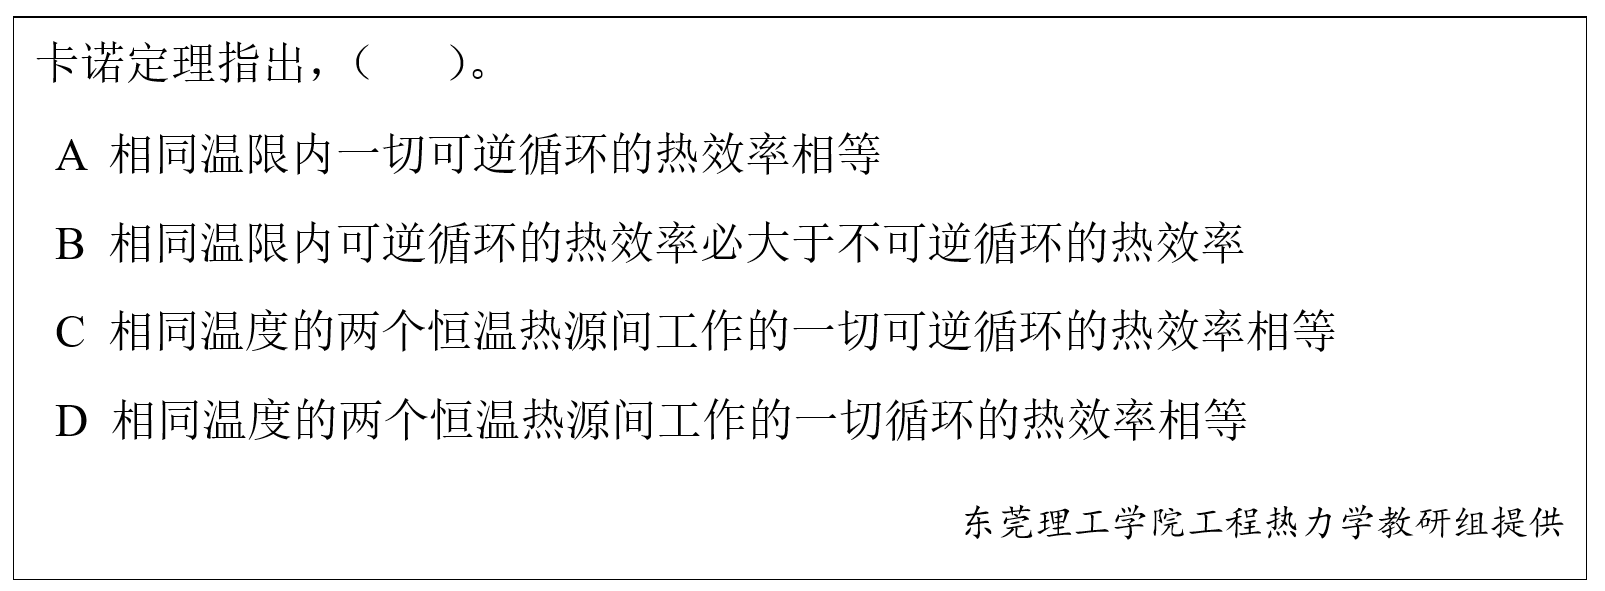 卡诺定理指出，（　　）。
A 相同温限内一切可逆循环的热效率相等
B 相同温限内可逆循环的热效率必大于不可逆循环的热效率
C 相同温度的两个恒温热源间工作的一切可逆循环的热效率相等
D 相同温度的两个恒温热源间工作的一切循环的热效率相等
东莞理工学院工程热力学教研组提供